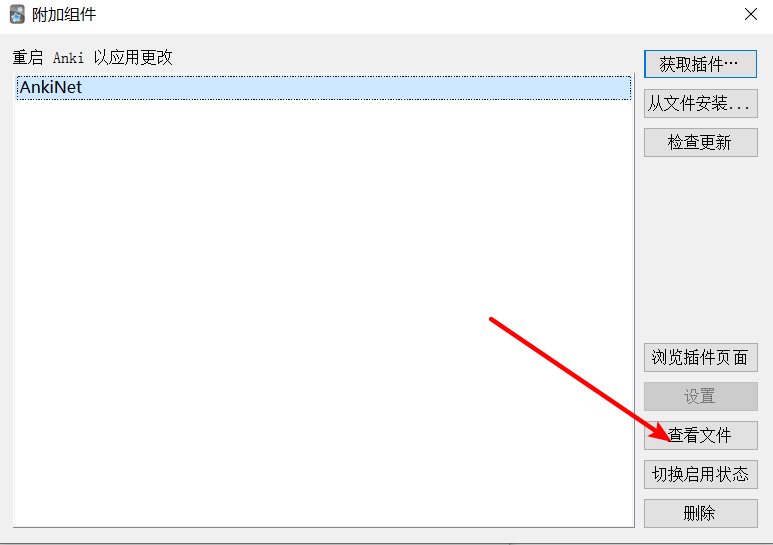 附加组件
重启 Anki 以应用更改
AnkiNet
获取插件…
从文件安装...
检查更新
浏览插件页面
设置
查看文件
切换启用状态
删除